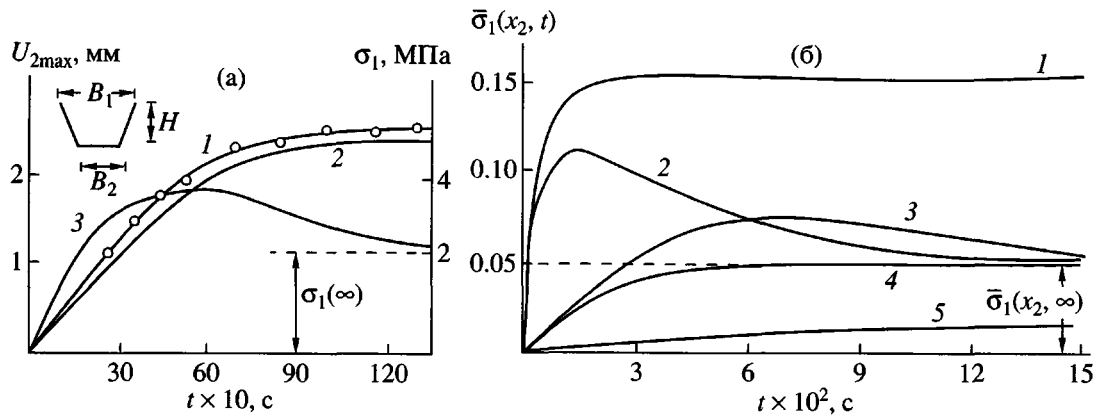 U₂max, мм
(а)
σ₁, МПа
B₁
H
B₂
1
2
3
2
1
4
2
σ₁(∞)
30
60
90
120
t × 10, с
σ̅₁(x₂, t)
(б)
0.15
0.10
0.05
0
1
2
3
4
5
σ̅₁(x₂, ∞)
3
6
9
12
15
t × 10², с